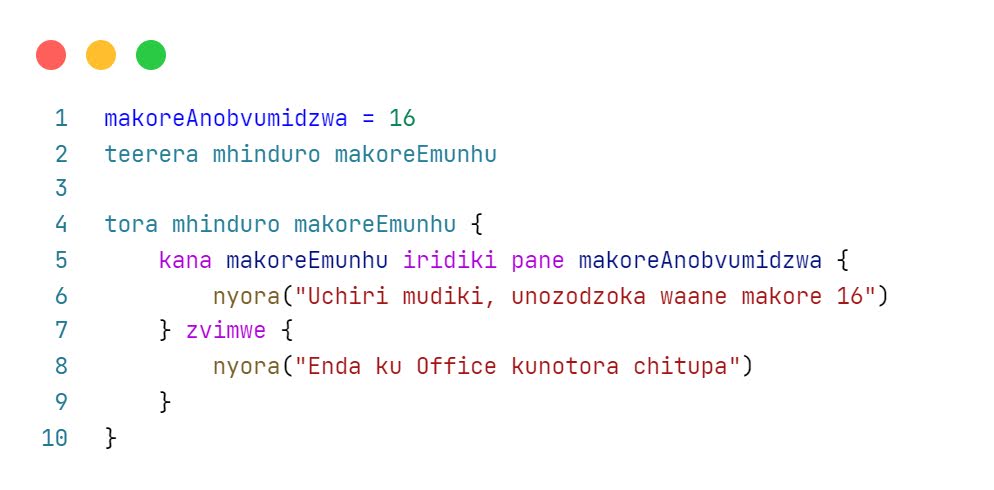 1 makoreAnobvumidzwa = 16
2 teerera mhinduro makoreEmunhu
3
4 tora mhinduro makoreEmunhu {
5     kana makoreEmunhu iridiki pane makoreAnobvumidzwa {
6         nyora("Uchiri mudiki, unozodzoka waane makore 16")
7     } zvimwe {
8         nyora("Enda ku Office kunotora chitupa")
9     }
10 }